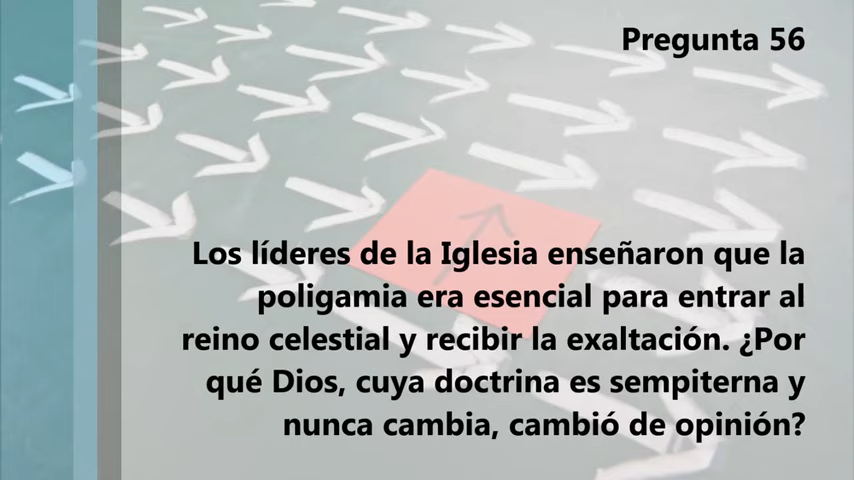 Pregunta 56
Los líderes de la Iglesia enseñaron que la
poligamia era esencial para entrar al
reino celestial y recibir la exaltación. ¿Por
qué Dios, cuya doctrina es sempiterna y
nunca cambia, cambió de opinión?